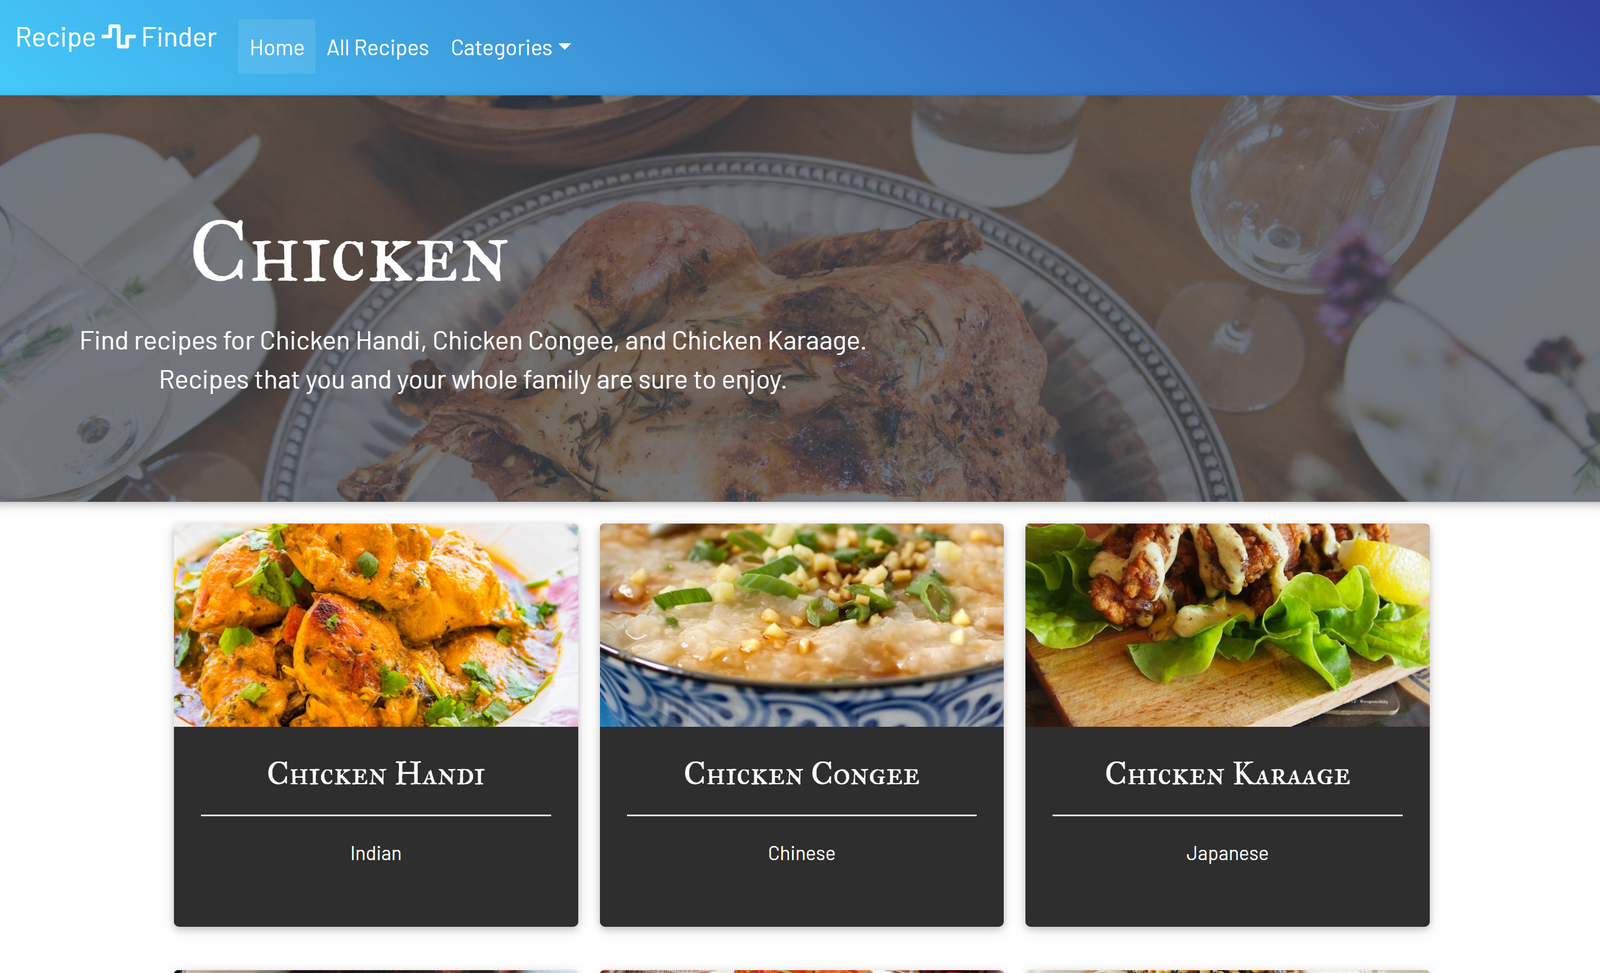 Recipe Finder
Home All Recipes Categories
Chicken
Find recipes for Chicken Handi, Chicken Congee, and Chicken Karaage.
Recipes that you and your whole family are sure to enjoy.
Chicken Handi
Indian
Chicken Congee
Chinese
Chicken Karaage
Japanese